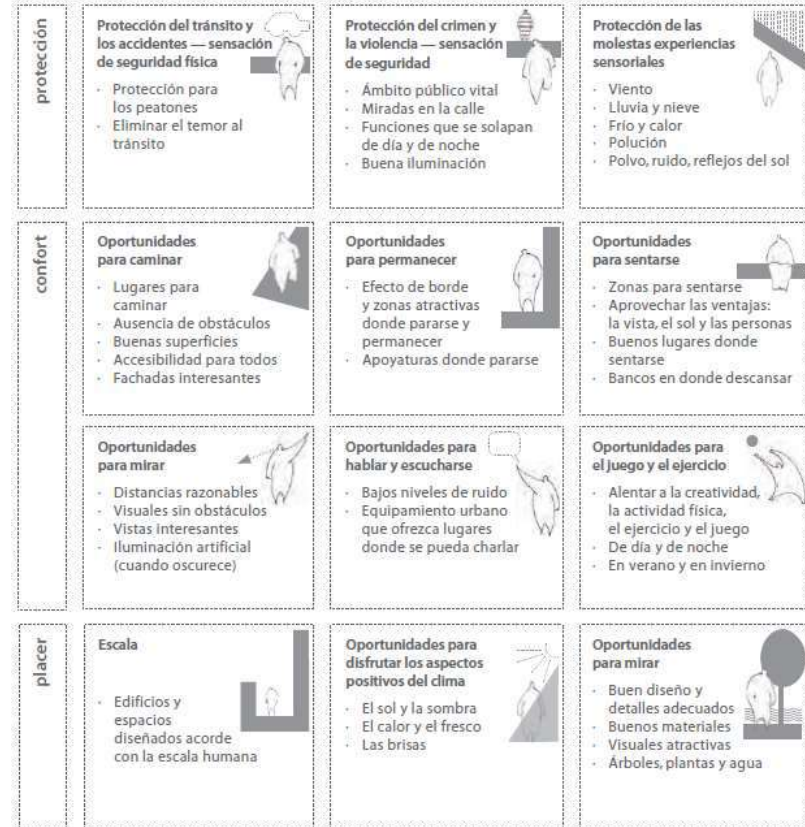 protección
Protección del tránsito y
los accidentes — sensación
de seguridad física
· Protección para
los peatones
· Eliminar el temor al
tránsito
Protección del crimen y
la violencia — sensación
de seguridad
· Ámbito público vital
· Miradas en la calle
· Funciones que se solapan
de día y de noche
· Buena iluminación
Protección de las
molestas experiencias
sensoriales
· Viento
· Lluvia y nieve
· Frío y calor
· Polución
· Polvo, ruido, reflejos del sol
confort
Oportunidades
para caminar
· Lugares para
caminar
· Ausencia de obstáculos
· Buenas superficies
· Accesibilidad para todos
· Fachadas interesantes
Oportunidades
para permanecer
· Efecto de borde
y zonas atractivas
donde pararse y
permanecer
· Apoyaturas donde pararse
Oportunidades
para sentarse
· Zonas para sentarse
· Aprovechar las ventajas:
la vista, el sol y las personas
· Buenos lugares donde
sentarse
· Bancos en donde descansar
Oportunidades
para mirar
· Distancias razonables
· Visuales sin obstáculos
· Vistas interesantes
· Iluminación artificial
(cuando oscurece)
Oportunidades para
hablar y escucharse
· Bajos niveles de ruido
· Equipamiento urbano
que ofrezca lugares
donde se pueda charlar
Oportunidades para
el juego y el ejercicio
· Alentar a la creatividad,
la actividad física,
el ejercicio y el juego
· De día y de noche
· En verano y en invierno
placer
Escala
· Edificios y
espacios
diseñados acorde
con la escala humana
Oportunidades para
disfrutar los aspectos
positivos del clima
· El sol y la sombra
· El calor y el fresco
· Las brisas
Oportunidades
para mirar
· Buen diseño y
detalles adecuados
· Buenos materiales
· Visuales atractivas
· Árboles, plantas y agua